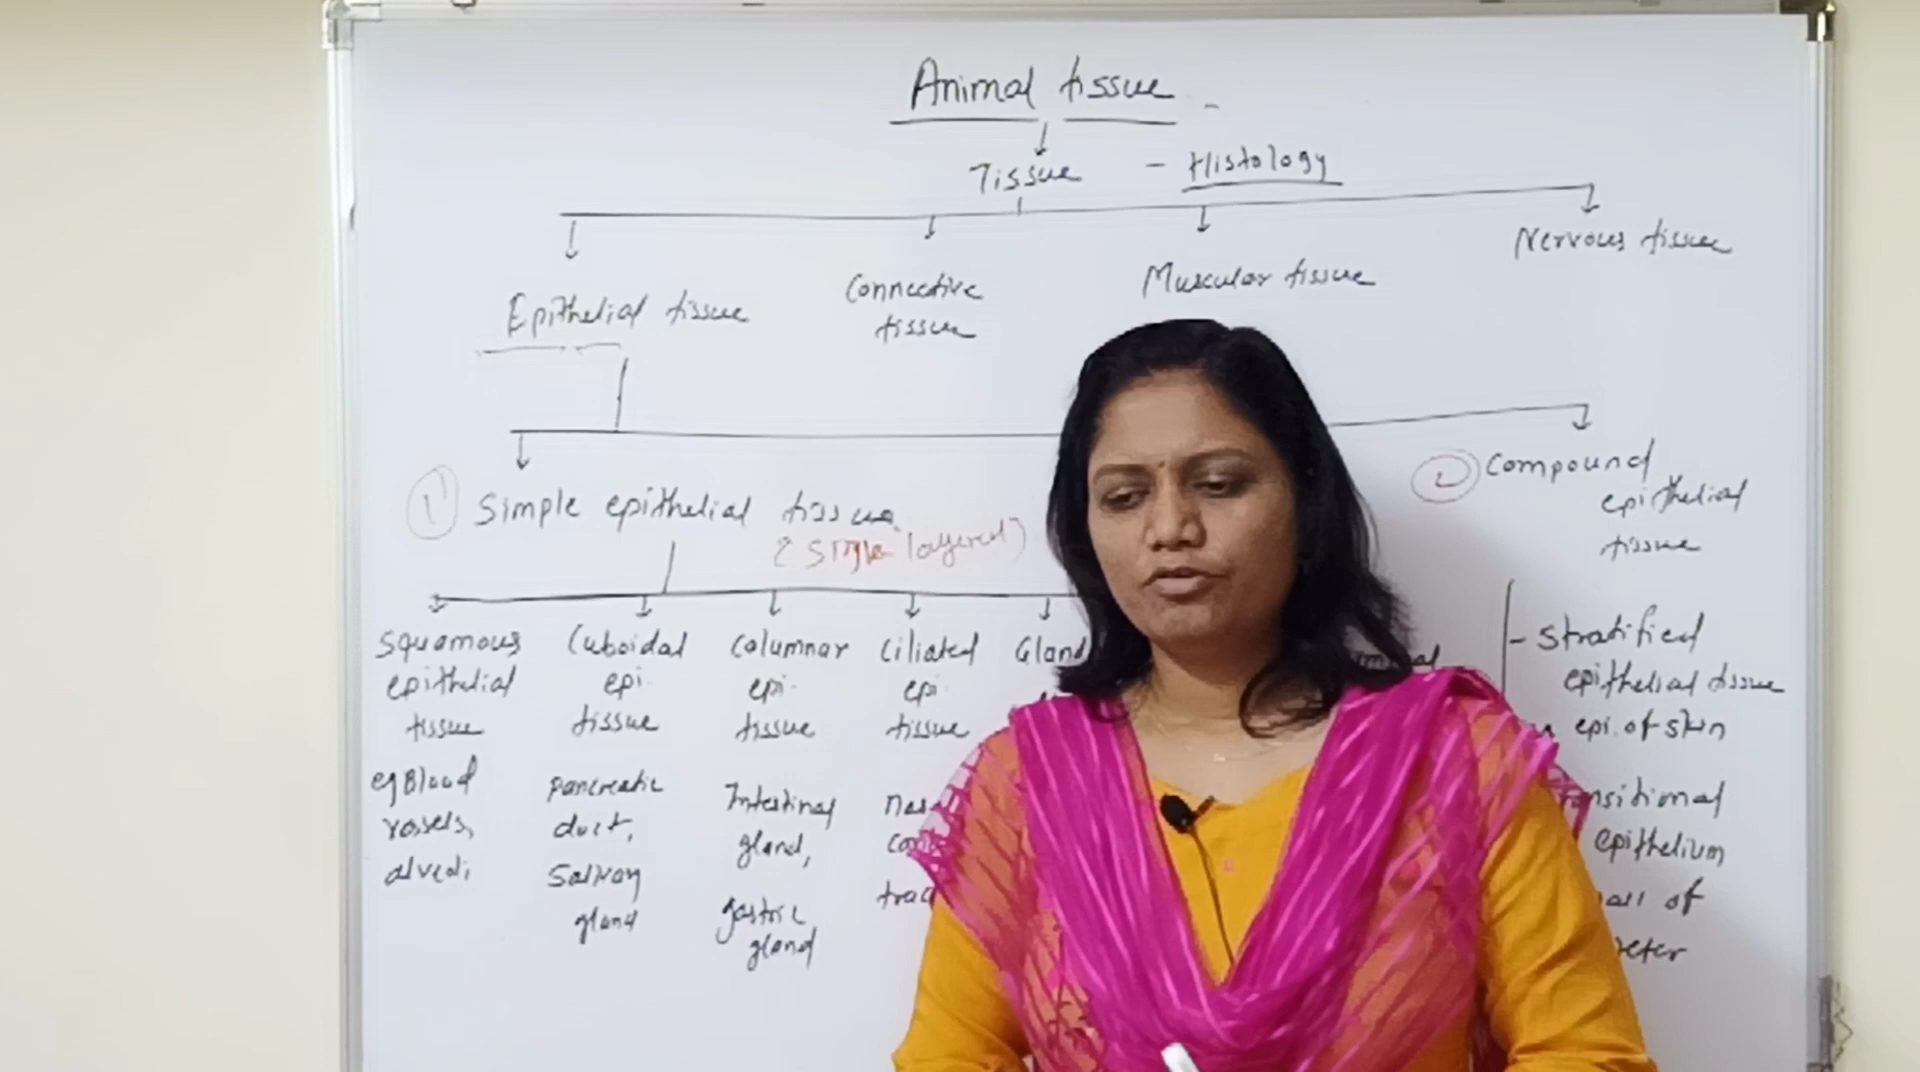 Animal tissue
Tissue - Histology
Epithelial tissue
Connective
tissue
Muscular tissue
Nervous tissue
1 Simple epithelial tissue
(Single layered)
2 Compound
epithelial
tissue
Squamous
epithelial
tissue
eg Blood
vessels,
alveoli
Cuboidal
epi.
tissue
Pancreatic
duct,
Salivary
gland
Columnar
epi.
tissue
Intestinal
gland,
gastric
gland
Ciliated
epi.
tissue
Gland
- Stratified
epithelial tissue
epi. of skin
epithelium
of